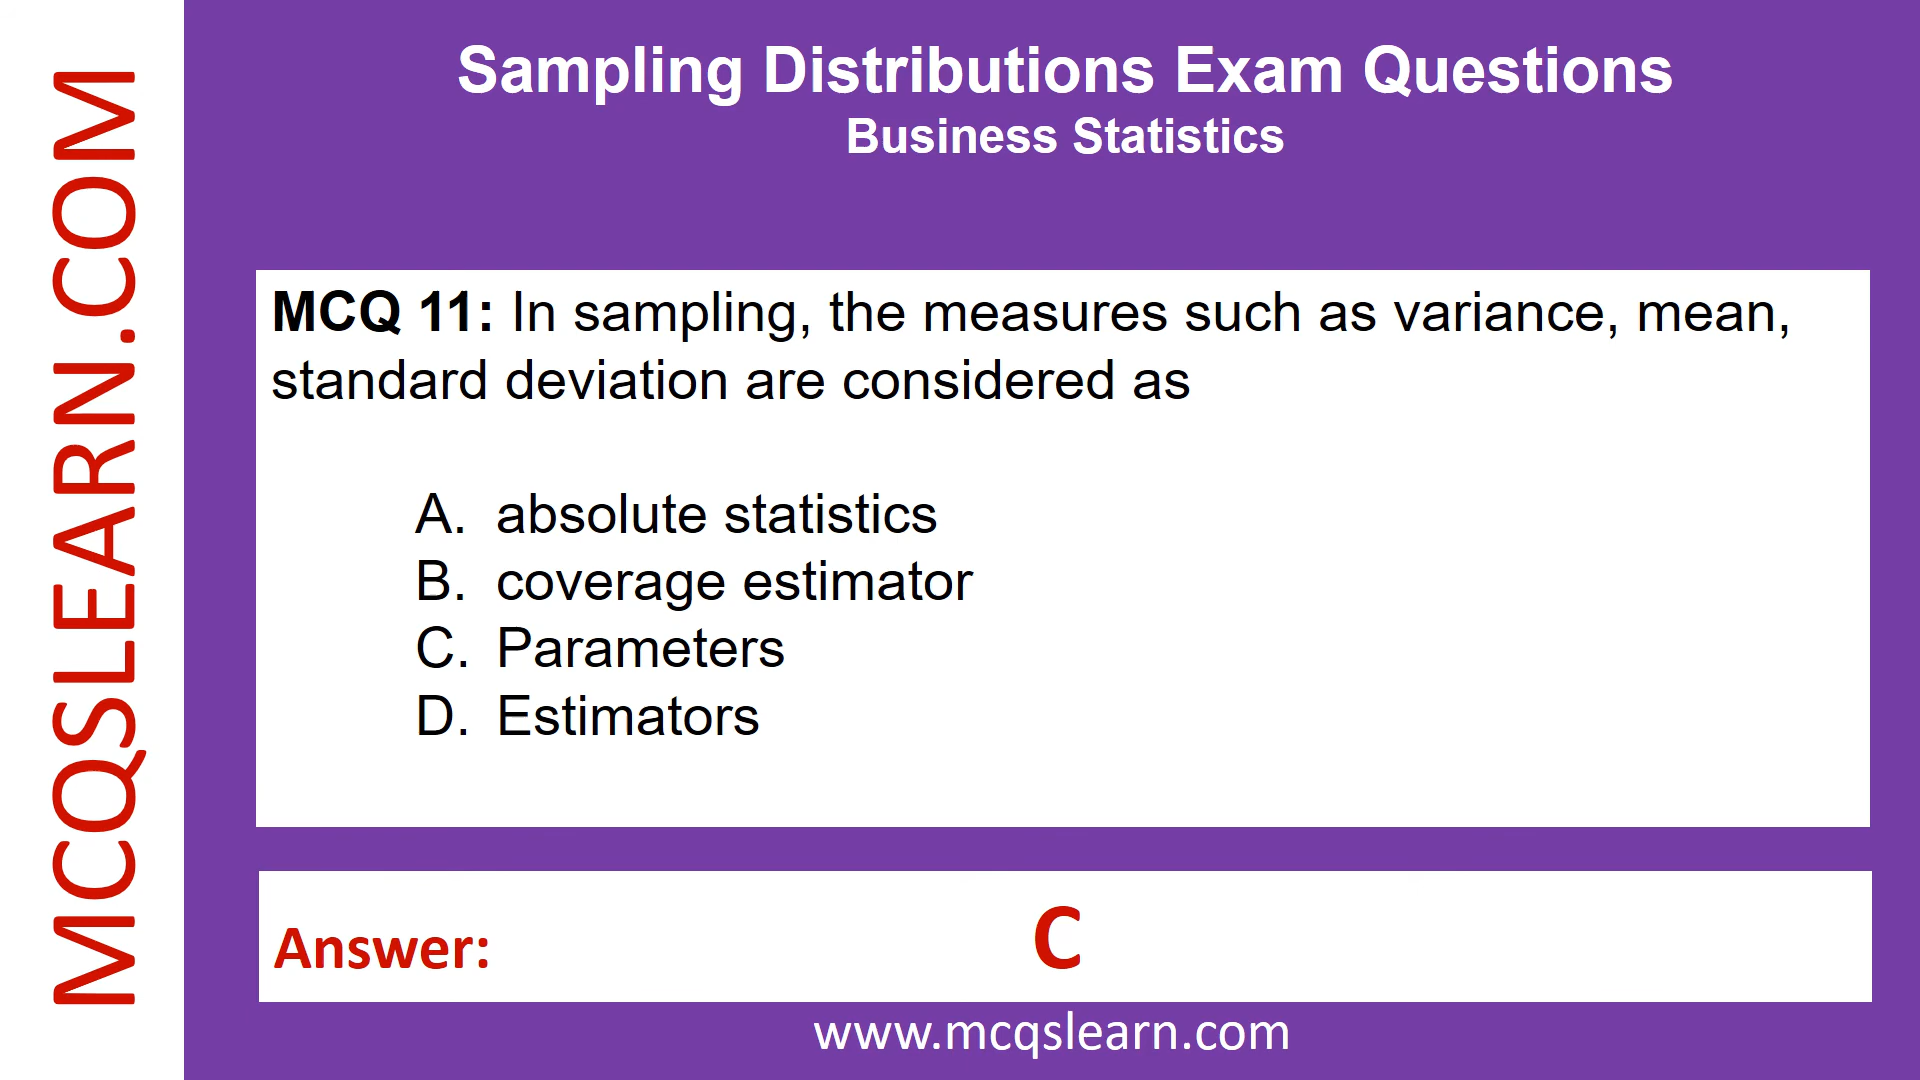 MCQSLEARN.COM
Sampling Distributions Exam Questions
Business Statistics
MCQ 11: In sampling, the measures such as variance, mean,
standard deviation are considered as
A. absolute statistics
B. coverage estimator
C. Parameters
D. Estimators
Answer: C
www.mcqslearn.com